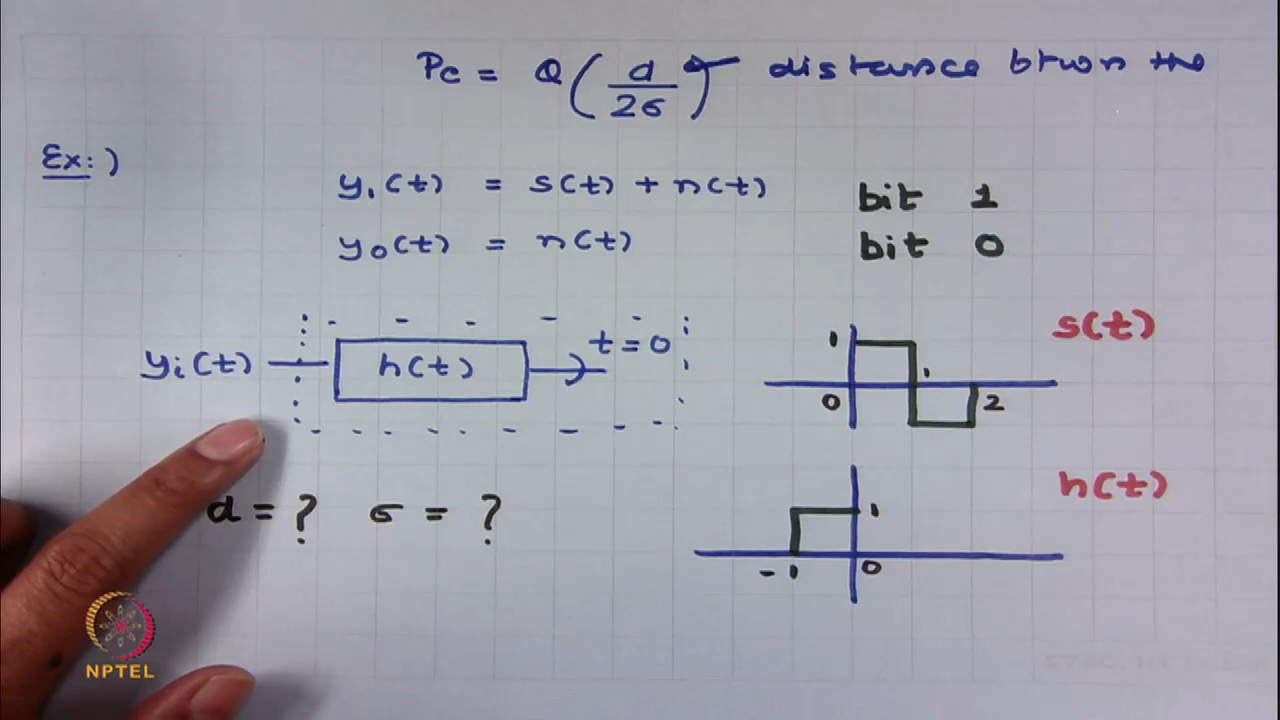 Pe = Q(d/2σ) distance btwn the
Ex:)
y₁(t) = s(t) + n(t) bit 1
y₀(t) = n(t) bit 0
yᵢ(t) h(t) t=0
s(t)
1
0 1 2
d = ? σ = ?
h(t)
1
-1 0
NPTEL